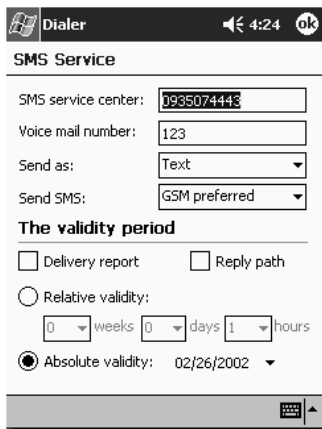 Dialer 4:24 ok
SMS Service
SMS service center: 0935074443
Voice mail number: 123
Send as: Text
Send SMS: GSM preferred
The validity period
Delivery report Reply path
Relative validity:
0 weeks 0 days 1 hours
Absolute validity: 02/26/2002